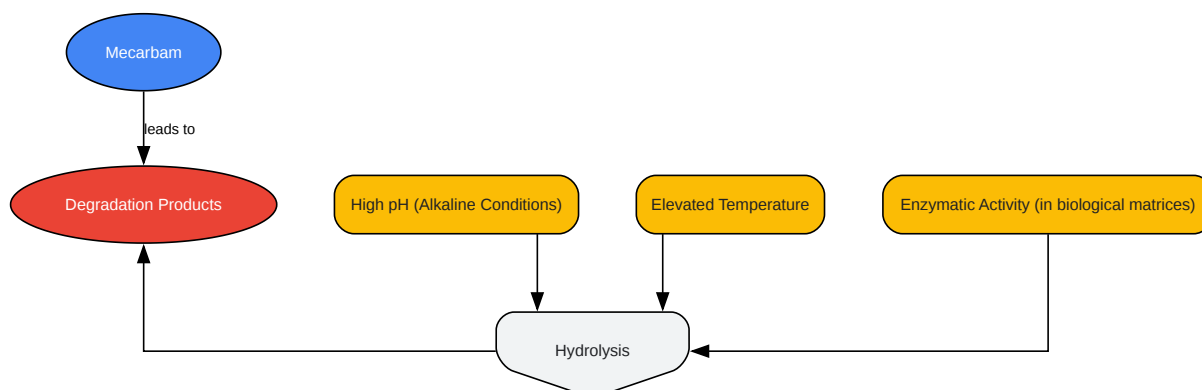 Mecarbam
leads to
Degradation Products
High pH (Alkaline Conditions)
Elevated Temperature
Enzymatic Activity (in biological matrices)
Hydrolysis